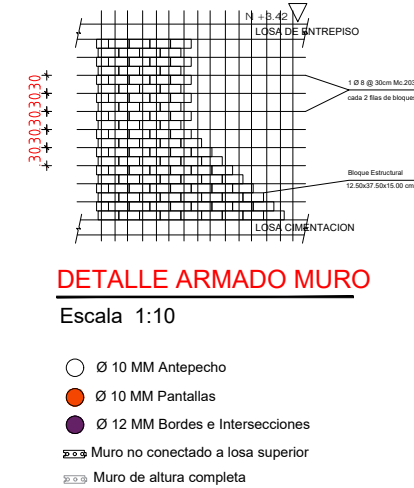 N +3.42
LOSA DE ENTREPISO
30,30,30,30,30
1 Ø 8 @ 30cm Mc.203
cada 2 filas de bloques
Bloque Estructural
12.50x37.50x15.00 cm
LOSA CIMENTACION
DETALLE ARMADO MURO
Escala 1:10
Ø 10 MM Antepecho
Ø 10 MM Pantallas
Ø 12 MM Bordes e Intersecciones
Muro no conectado a losa superior
Muro de altura completa